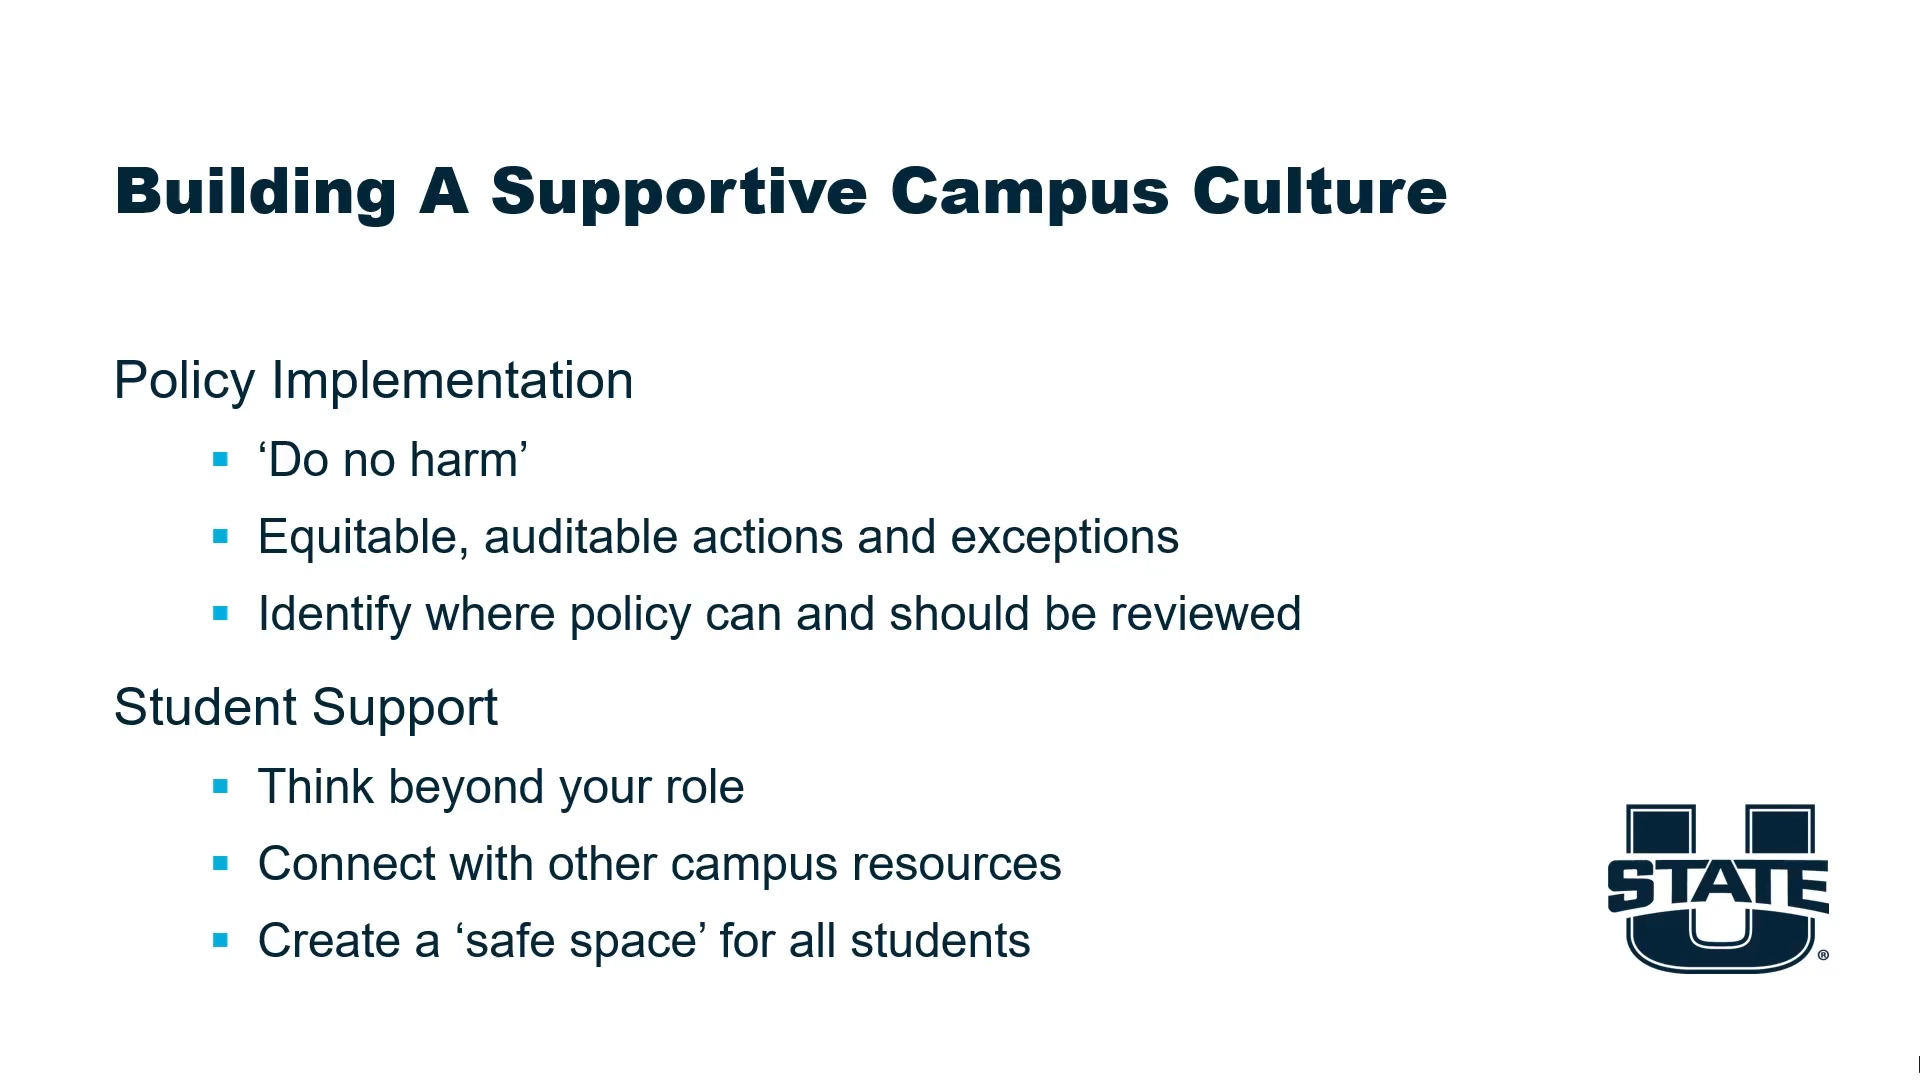 Building A Supportive Campus Culture
Policy Implementation
‘Do no harm’
Equitable, auditable actions and exceptions
Identify where policy can and should be reviewed
Student Support
Think beyond your role
Connect with other campus resources
Create a ‘safe space’ for all students
U
STATE
®